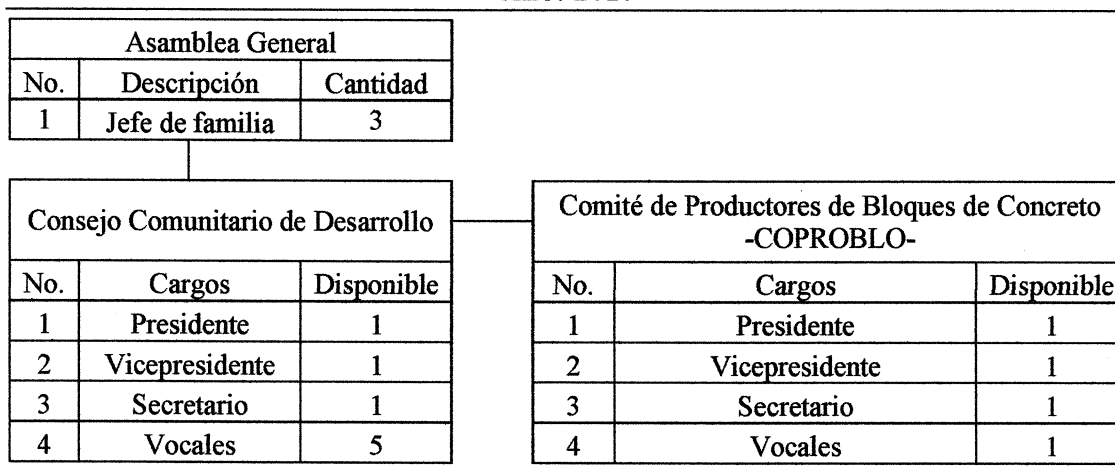 Asamblea General
No. Descripción Cantidad
1 Jefe de familia 3
Consejo Comunitario de Desarrollo
No. Cargos Disponible
1 Presidente 1
2 Vicepresidente 1
3 Secretario 1
4 Vocales 5
Comité de Productores de Bloques de Concreto
-COPROBLO-
No. Cargos Disponible
1 Presidente 1
2 Vicepresidente 1
3 Secretario 1
4 Vocales 1